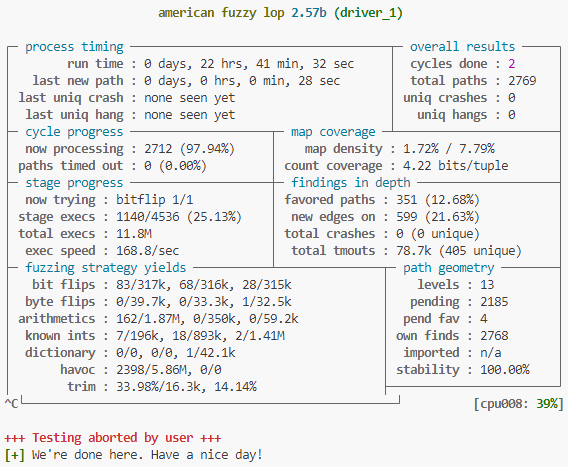 american fuzzy lop 2.57b (driver_1)
process timing
overall results
run time : 0 days, 22 hrs, 41 min, 32 sec
cycles done : 2
last new path : 0 days, 0 hrs, 0 min, 28 sec
total paths : 2769
last uniq crash : none seen yet
uniq crashes : 0
last uniq hang : none seen yet
uniq hangs : 0
cycle progress
map coverage
now processing : 2712 (97.94%)
map density : 1.72% / 7.79%
paths timed out : 0 (0.00%)
count coverage : 4.22 bits/tuple
stage progress
findings in depth
now trying : bitflip 1/1
favored paths : 351 (12.68%)
stage execs : 1140/4536 (25.13%)
new edges on : 599 (21.63%)
total execs : 11.8M
total crashes : 0 (0 unique)
exec speed : 168.8/sec
total tmouts : 78.7k (405 unique)
fuzzing strategy yields
path geometry
bit flips : 83/317k, 68/316k, 28/315k
levels : 13
byte flips : 0/39.7k, 0/33.3k, 1/32.5k
pending : 2185
arithmetics : 162/1.87M, 0/350k, 0/59.2k
pend fav : 4
known ints : 7/196k, 18/893k, 2/1.41M
own finds : 2768
dictionary : 0/0, 0/0, 1/42.1k
imported : n/a
havoc : 2398/5.86M, 0/0
stability : 100.00%
trim : 33.98%/16.3k, 14.14%
^C
[cpu008: 39%]
+++ Testing aborted by user +++
[+] We're done here. Have a nice day!